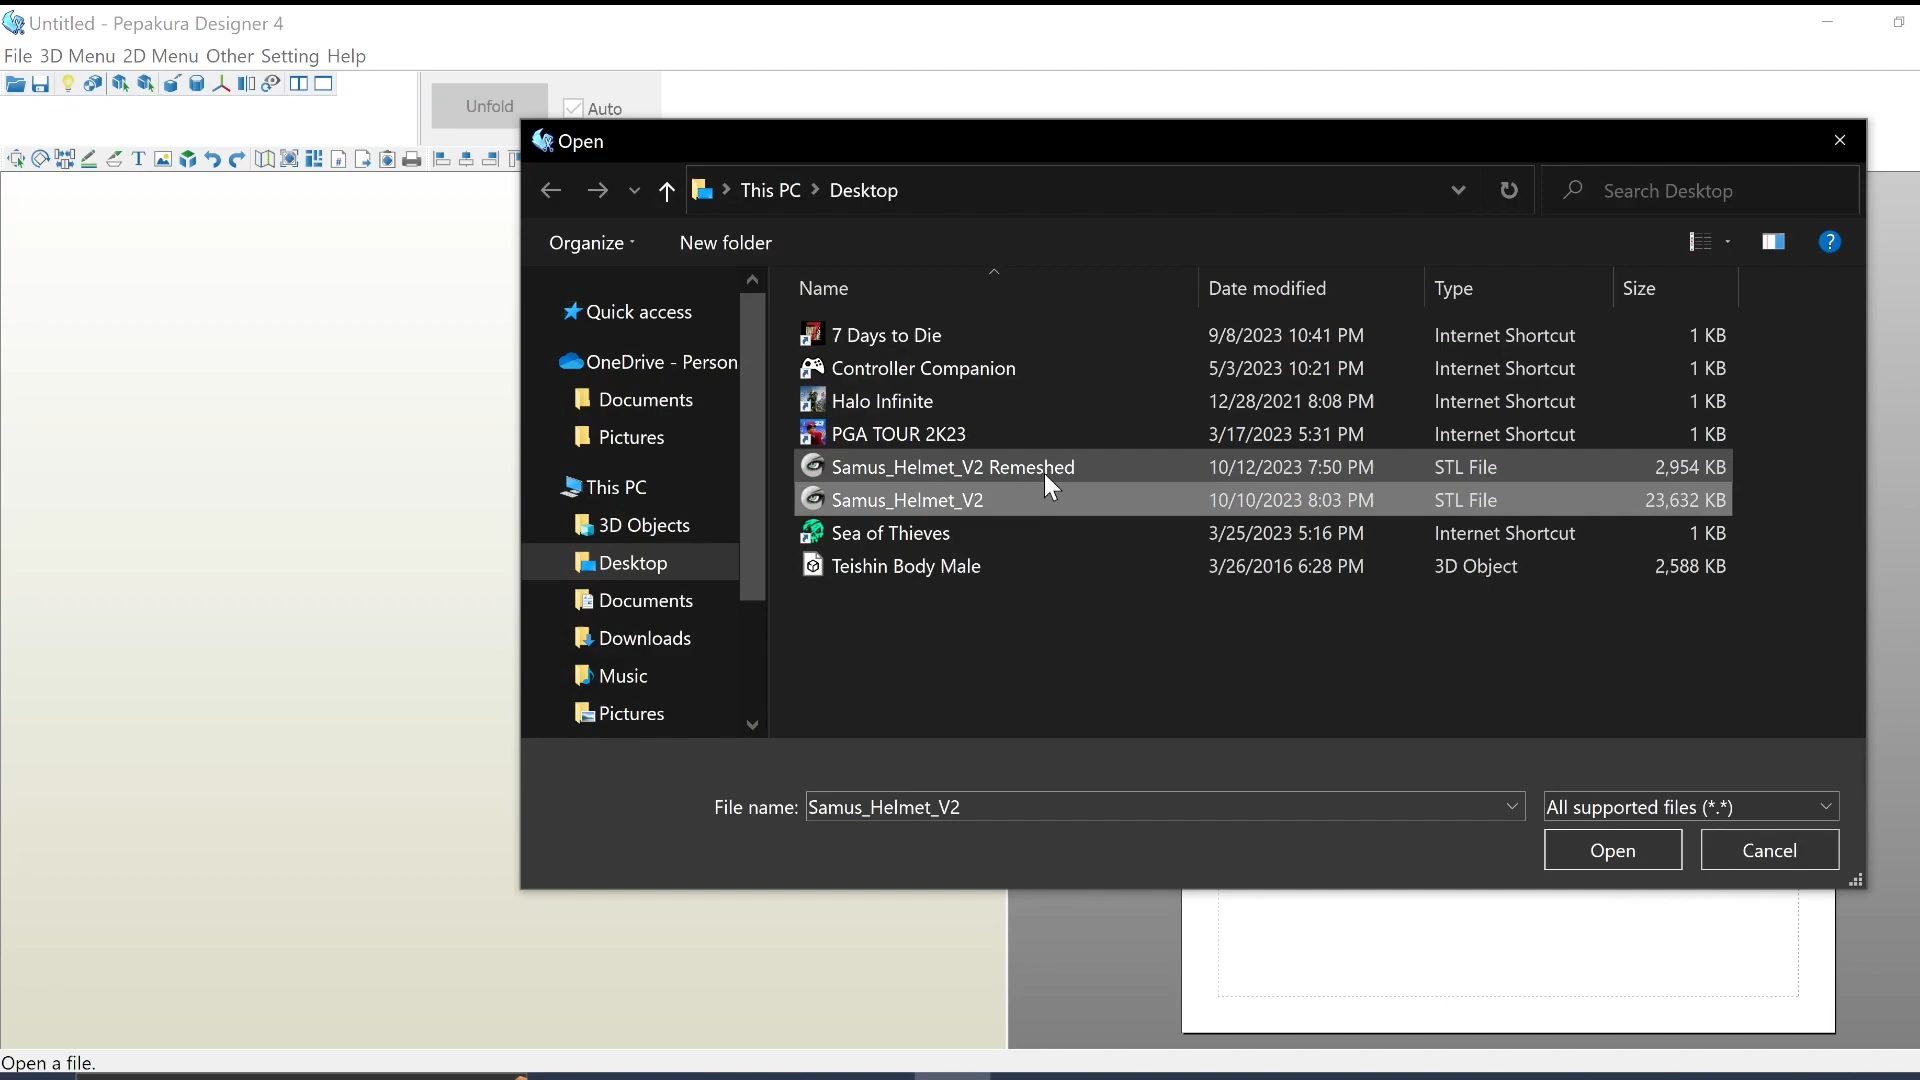 Untitled - Pepakura Designer 4
File 3D Menu 2D Menu Other Setting Help
Unfold Auto
Open
This PC Desktop
Search Desktop
Organize New folder
Name Date modified Type Size
Quick access
OneDrive - Person
Documents
Pictures
This PC
3D Objects
Desktop
Documents
Downloads
Music
Pictures
7 Days to Die 9/8/2023 10:41 PM Internet Shortcut 1 KB
Controller Companion 5/3/2023 10:21 PM Internet Shortcut 1 KB
Halo Infinite 12/28/2021 8:08 PM Internet Shortcut 1 KB
PGA TOUR 2K23 3/17/2023 5:31 PM Internet Shortcut 1 KB
Samus_Helmet_V2 Remeshed 10/12/2023 7:50 PM STL File 2,954 KB
Samus_Helmet_V2 10/10/2023 8:03 PM STL File 23,632 KB
Sea of Thieves 3/25/2023 5:16 PM Internet Shortcut 1 KB
Teishin Body Male 3/26/2016 6:28 PM 3D Object 2,588 KB
File name: Samus_Helmet_V2 All supported files (*.*)
Open Cancel
Open a file.